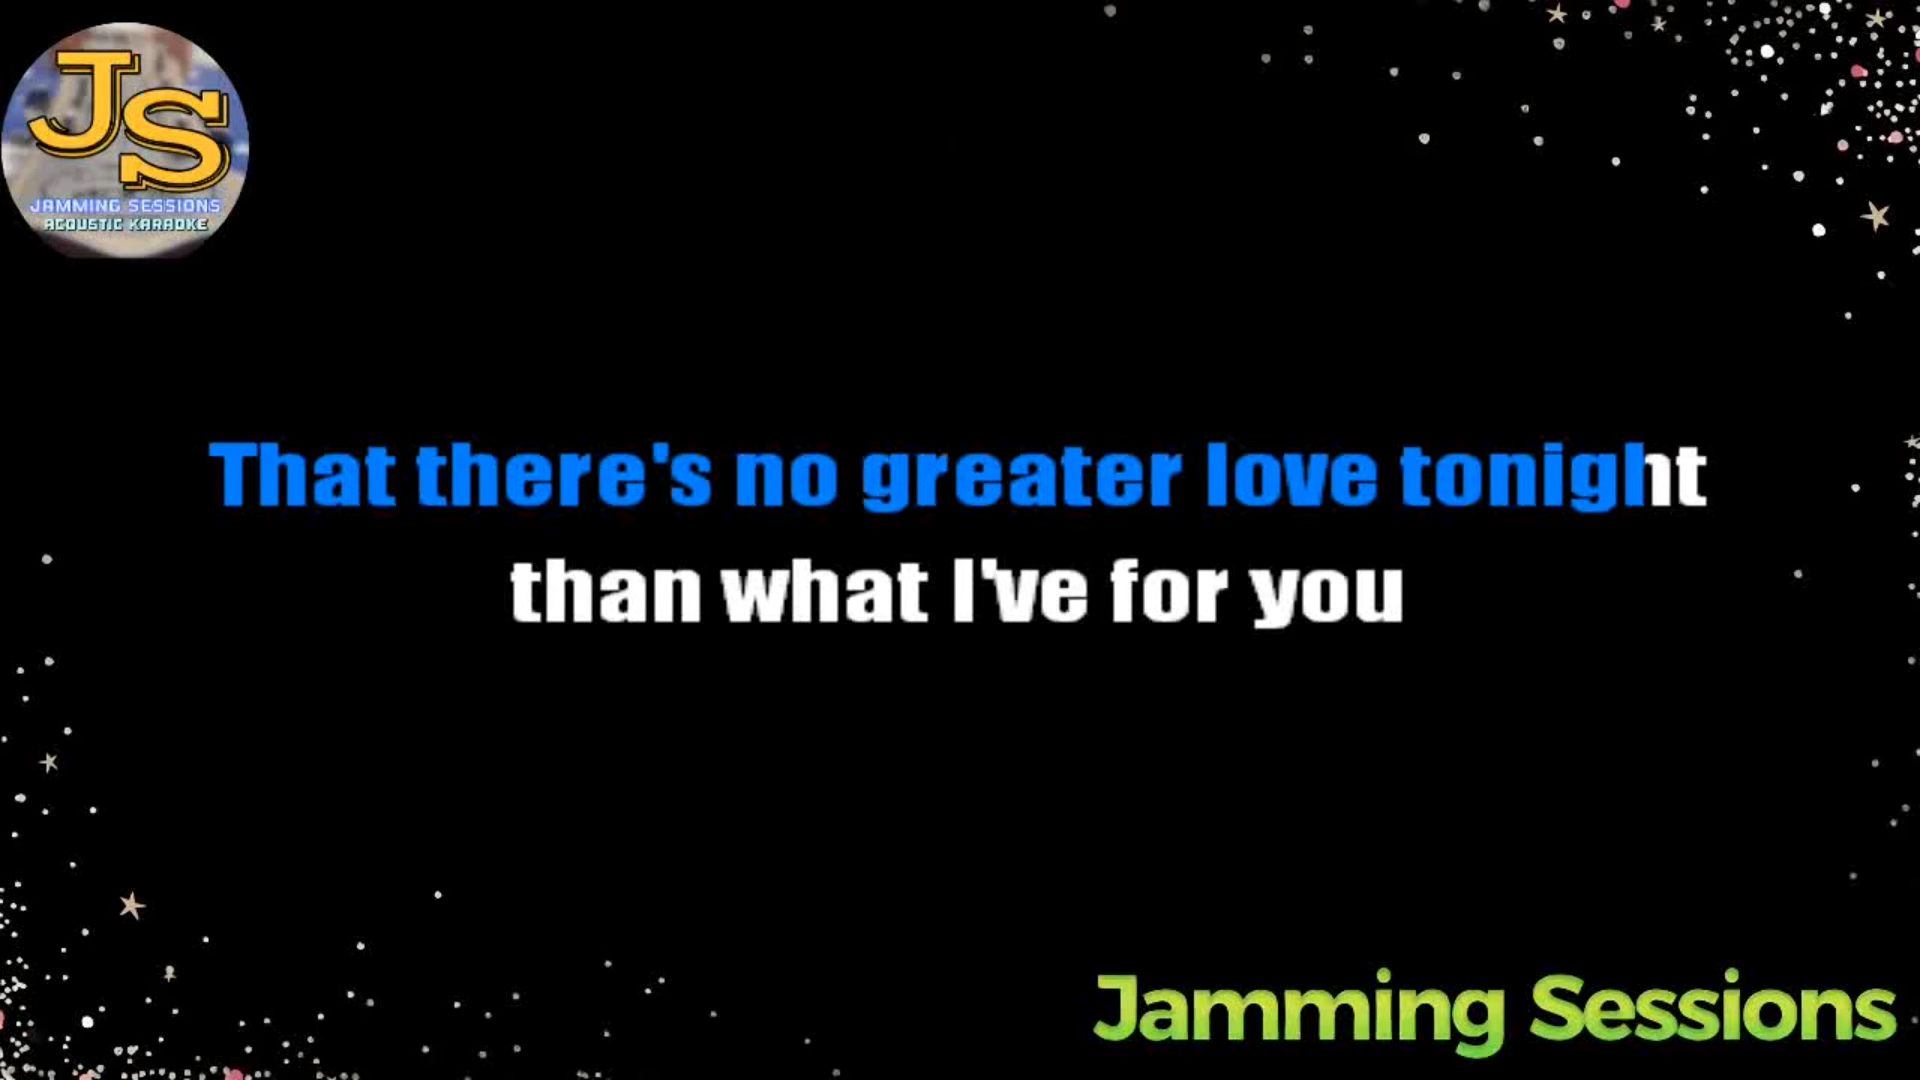 JS
JAMMING SESSIONS
ACOUSTIC KARAOKE
That there's no greater love tonight
than what I've for you
Jamming Sessions